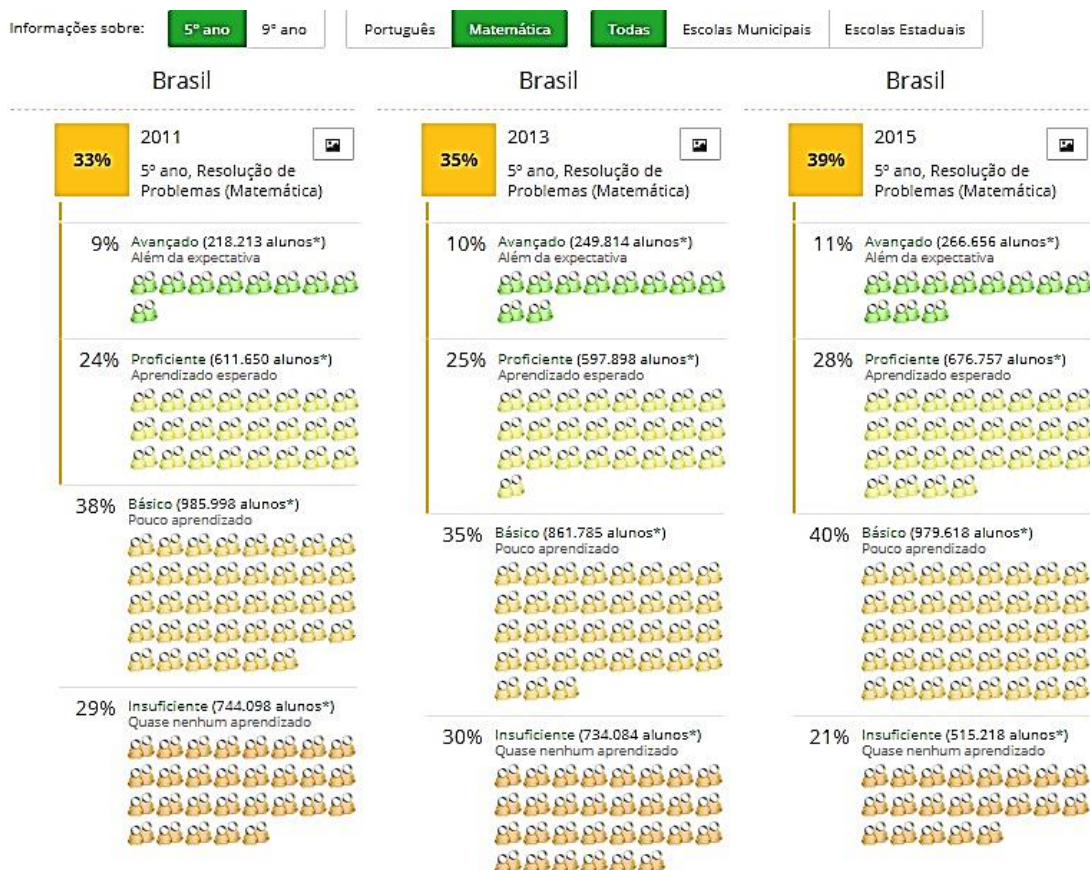 Informações sobre: 5º ano 9º ano Português Matemática Todas Escolas Municipais Escolas Estaduais
Brasil
33%
2011
5º ano, Resolução de
Problemas (Matemática)
9% Avançado (218.213 alunos*)
Além da expectativa
24% Proficiente (611.650 alunos*)
Aprendizado esperado
38% Básico (985.998 alunos*)
Pouco aprendizado
29% Insuficiente (744.098 alunos*)
Quase nenhum aprendizado
Brasil
35%
2013
5º ano, Resolução de
Problemas (Matemática)
10% Avançado (249.814 alunos*)
Além da expectativa
25% Proficiente (597.898 alunos*)
Aprendizado esperado
35% Básico (861.785 alunos*)
Pouco aprendizado
30% Insuficiente (734.084 alunos*)
Quase nenhum aprendizado
Brasil
39%
2015
5º ano, Resolução de
Problemas (Matemática)
11% Avançado (266.656 alunos*)
Além da expectativa
28% Proficiente (676.757 alunos*)
Aprendizado esperado
40% Básico (979.618 alunos*)
Pouco aprendizado
21% Insuficiente (515.218 alunos*)
Quase nenhum aprendizado